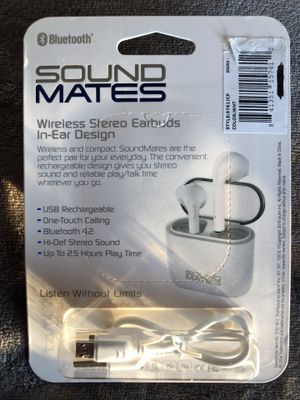 Bluetooth®
SOUND
MATES
Wireless Stereo Earbuds
In-Ear Design
Wireless and compact SoundMates are the
perfect pair for your everyday. The convenient
rechargeable design gives you stereo
sound and reliable play/talk time
wherever you go.
- USB Rechargeable
- One-Touch Calling
- Bluetooth 4.2
- Hi-Def Stereo Sound
- Up To 2.5 Hours Play Time
SOUND
MATES
Listen Without Limits